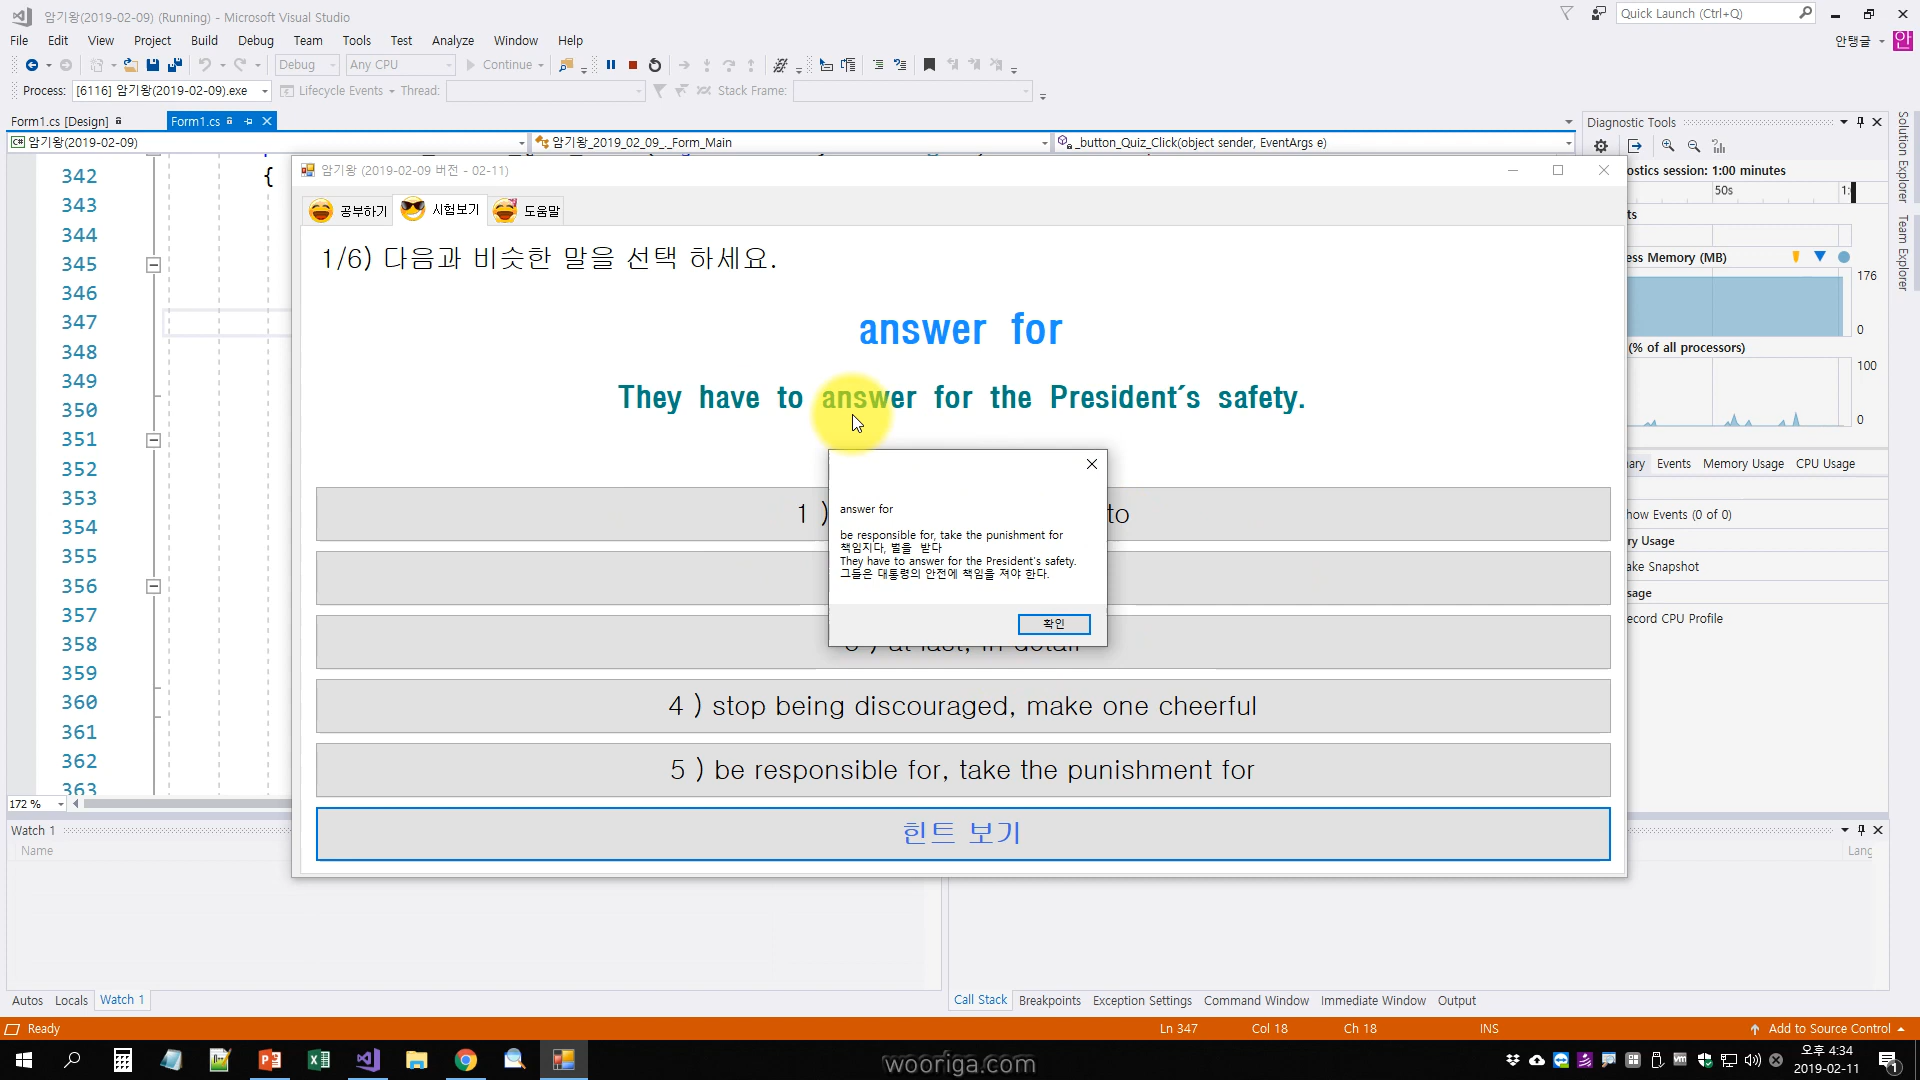 암기왕(2019-02-09) (Running) - Microsoft Visual Studio
Quick Launch (Ctrl+Q)
File Edit View Project Build Debug Team Tools Test Analyze Window Help
안탱글 안
Debug Any CPU Continue
Process: [6116] 암기왕(2019-02-09).exe Lifecycle Events Thread: Stack Frame:
Form1.cs [Design] Form1.cs
Diagnostic Tools
암기왕(2019-02-09) 암기왕_2019_02_09_._Form_Main _button_Quiz_Click(object sender, EventArgs e)
Solution Explorer
Team Explorer
342 {
343
344
345
346
347
348
349
350
351
352
353
354
355
356
357
358
359
360
361
362
363
172 %
암기왕 (2019-02-09 버전 - 02-11)
공부하기 시험보기 도움말
1/6) 다음과 비슷한 말을 선택 하세요.
answer for
They have to answer for the President´s safety.
1 ) to
at last, in detail
4 ) stop being discouraged, make one cheerful
5 ) be responsible for, take the punishment for
힌트 보기
answer for
be responsible for, take the punishment for
책임지다, 벌을 받다
They have to answer for the President´s safety.
그들은 대통령의 안전에 책임을 져야 한다.
확인
ostics session: 1:00 minutes
50s 1:
ts
ess Memory (MB)
176
0
(% of all processors)
100
0
ary Events Memory Usage CPU Usage
how Events (0 of 0)
ry Usage
ake Snapshot
sage
ecord CPU Profile
Watch 1
Name
Lang
Autos Locals Watch 1
Call Stack Breakpoints Exception Settings Command Window Immediate Window Output
Ready Ln 347 Col 18 Ch 18 INS Add to Source Control
wooriga.com
오후 4:34
2019-02-11
1